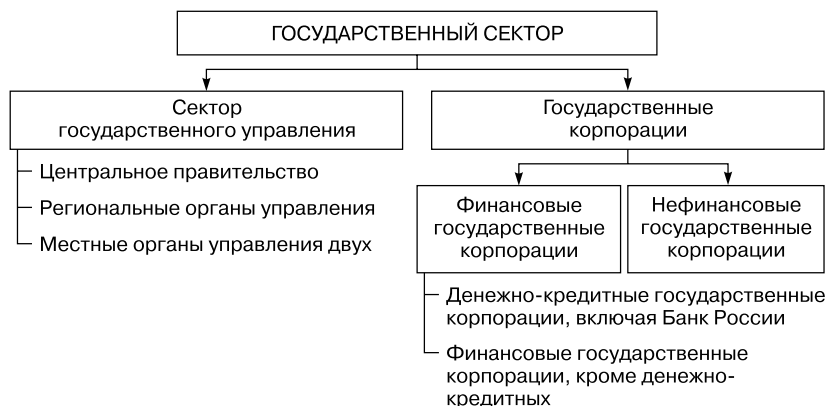 ГОСУДАРСТВЕННЫЙ СЕКТОР
Сектор
государственного управления
Центральное правительство
Региональные органы управления
Местные органы управления двух
Государственные
корпорации
Финансовые
государственные
корпорации
Нефинансовые
государственные
корпорации
Денежно-кредитные государственные
корпорации, включая Банк России
Финансовые государственные
корпорации, кроме денежно-
кредитных